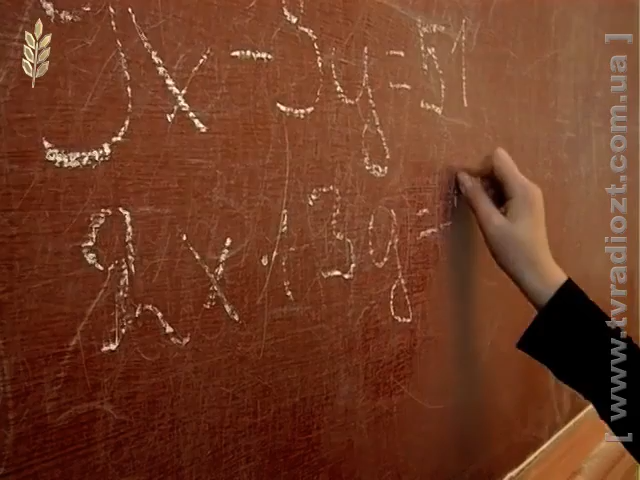 x - 3y = 51
2x + 3y =
[ www.tvradiozt.com.ua ]